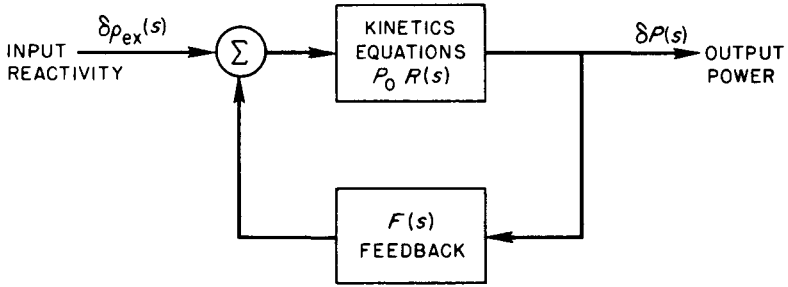 INPUT
REACTIVITY
δρex(s)
Σ
KINETICS
EQUATIONS
P0 R(s)
δP(s)
OUTPUT
POWER
F(s)
FEEDBACK